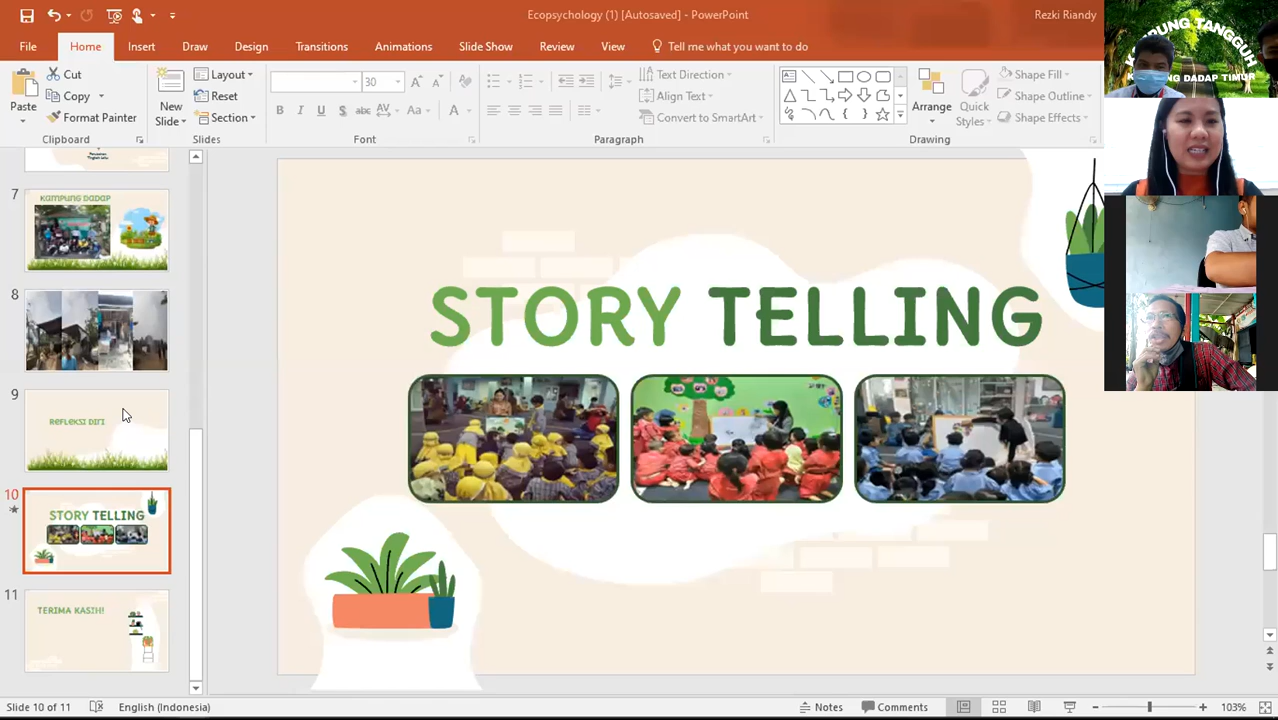 Ecopsychology (1) [Autosaved] - PowerPoint
Rezki Riandy
File Home Insert Draw Design Transitions Animations Slide Show Review View Tell me what you want to do
Paste
Cut
Copy
Format Painter
Clipboard
New Slide
Layout
Reset
Section
Slides
30
B I U S abc AV Aa A
Font
Text Direction
Align Text
Convert to SmartArt
Paragraph
Arrange
Quick Styles
Shape Fill
Shape Outline
Shape Effects
Drawing
KAMPUNG TANGGUH
DADAP TIMUR
7
Kampung Dadap
8
9
Refleksi Diri
10
STORY TELLING
11
TERIMA KASIH!
STORY TELLING
Slide 10 of 11
English (Indonesia)
Notes
Comments
103%